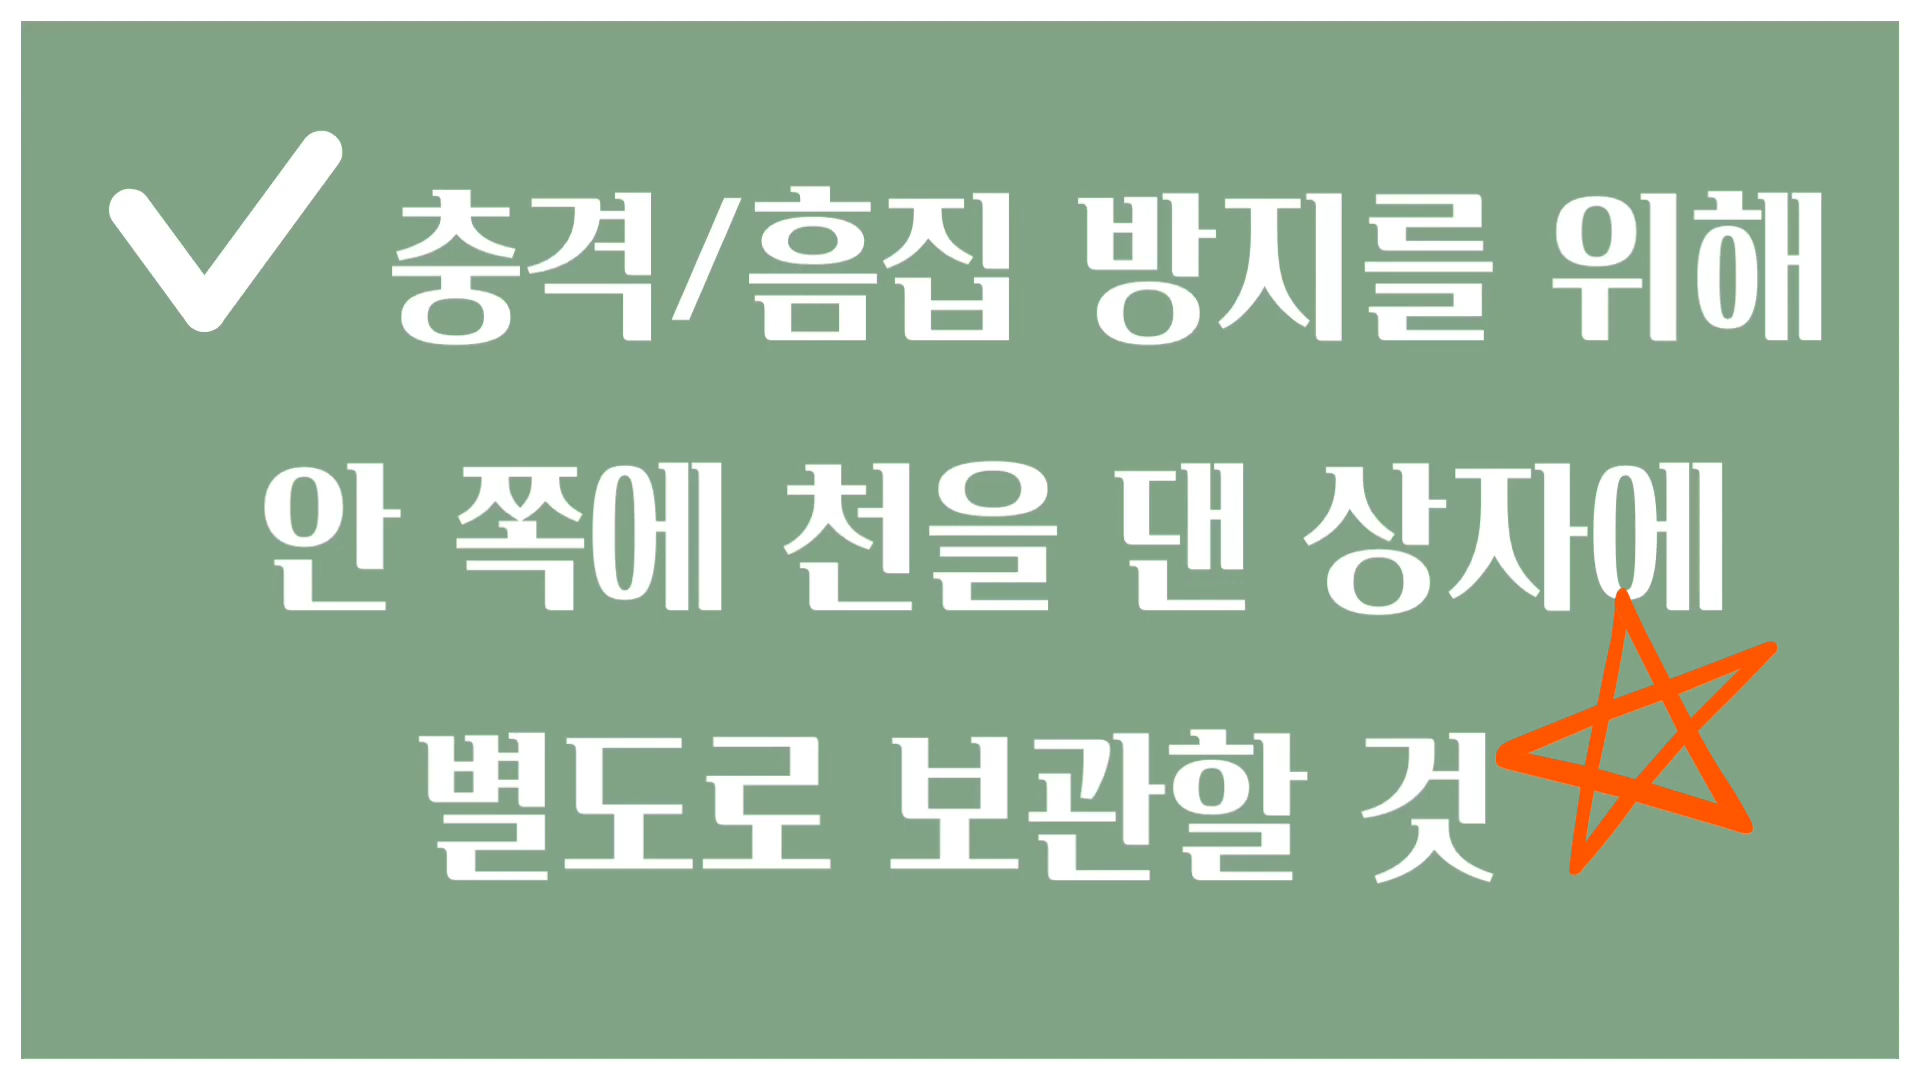 충격/흠집 방지를 위해
안 쪽에 천을 댄 상자에
별도로 보관할 것